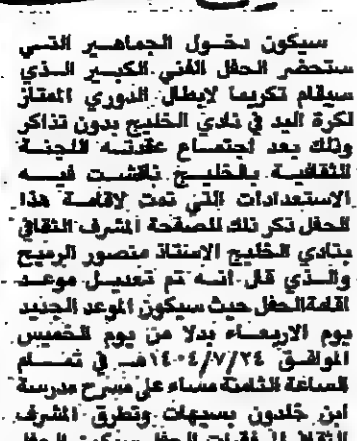 سيكون دخول الجماهير التي
ستحضر الحفل الفني الكبير الذي
سيقام تكريما لابطال الدوري الممتاز
لكرة اليد في نادي الخليج بدون تذاكر
وذلك بعد اجتماع عقدته اللجنة
الثقافية بالخليج ناقشت فيه
الاستعدادات التي تمت لاقامة هذا
الحفل ذكر ذلك للصفحة المشرف الثقافي
بنادي الخليج الاستاذ منصور الرميح
والذي قال انه تم تعديل موعد
اقامة الحفل حيث سيكون الموعد الجديد
يوم الاربعاء بدلا من يوم الخميس
الموافق ١٤٠٤/٧/٢٤هـ في تمام
الساعة الثامنة مساء على مسرح مدرسة
ابن خلدون بسيهات وتطرق المشرف